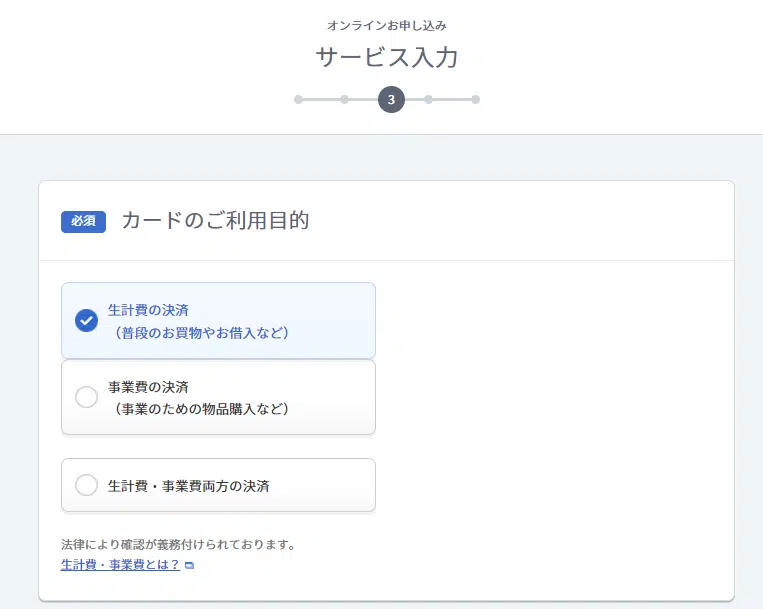 オンラインお申し込み
サービス入力
3
必須 カードのご利用目的
生計費の決済
（普段のお買物やお借入など）
事業費の決済
（事業のための物品購入など）
生計費・事業費両方の決済
法律により確認が義務付けられております。
生計費・事業費とは？